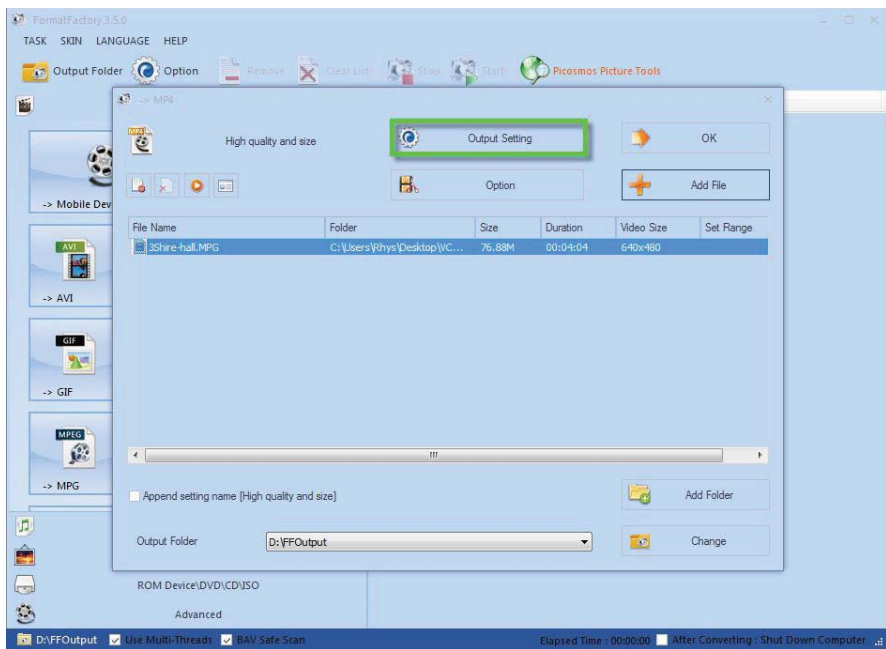 FormatFactory 3.5.0
TASK SKIN LANGUAGE HELP
Output Folder Option Remove Clear List Stop Start Picosmos Picture Tools
-> MP4
MP4
High quality and size
Output Setting
OK
Option
Add File
-> Mobile Dev
File Name Folder Size Duration Video Size Set Range
3Shire-hall.MPG C:\Users\Rhys\Desktop\VC... 76.88M 00:04:04 640x480
AVI
-> AVI
GIF
-> GIF
MPEG
-> MPG
Append setting name [High quality and size]
Add Folder
Output Folder D:\FFOutput
Change
ROM Device\DVD\CD\ISO
Advanced
D:\FFOutput Use Multi-Threads BAV Safe Scan Elapsed Time : 00:00:00 After Converting : Shut Down Computer